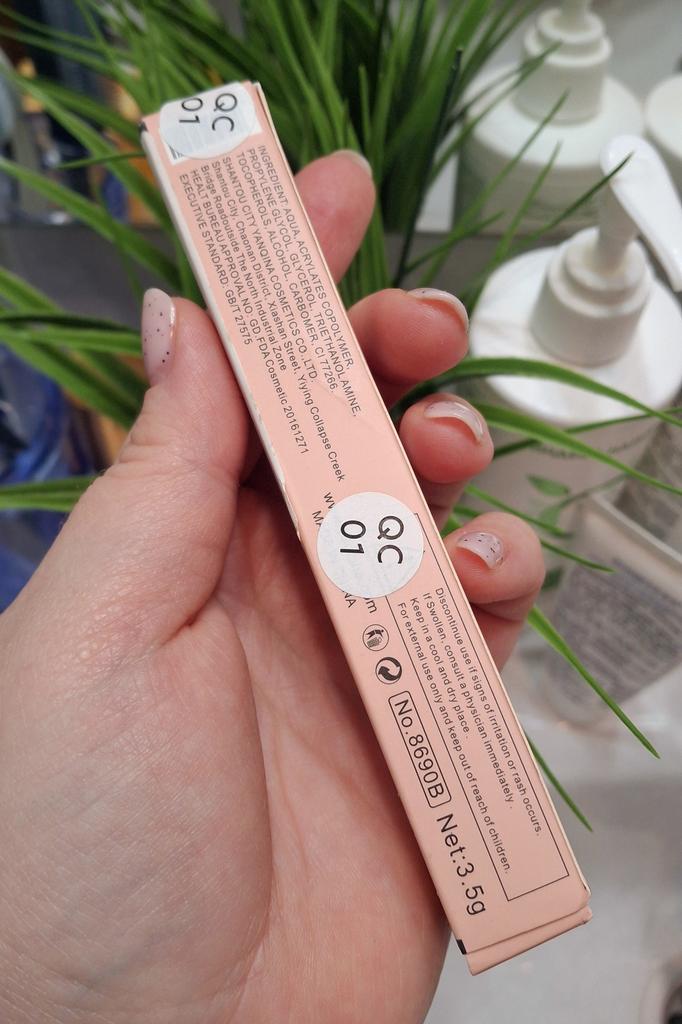 QC
01
INGREDIENT: AQUA, ACRYLATES COPOLYMER,
PROPYLENE GLYCOL, GLYCEROL, TRIETHANOLAMINE,
TOCOPHEROLS, ALCOHOL, CARBOMER, CI 77266
SHANTOU CITY YANQINA COSMETICS CO.,LTD
Shantou City, Chaonan District, Xiashan Street, Yiying Collapse Creek
Bridge Roadoutside The North Industrial Zone
HEALT BUREAU APPROVAL NO. GD.FDA Cosmetic 20161271
EXECUTIVE STANDARD: GB/T 27575
QC
01
Discontinue use if signs of irritation or rash occurs.
If Swollen, consult a physician immediately.
Keep in a cool and dry place.
For external use only and keep out of reach of children.
No.8690B Net:3.5g